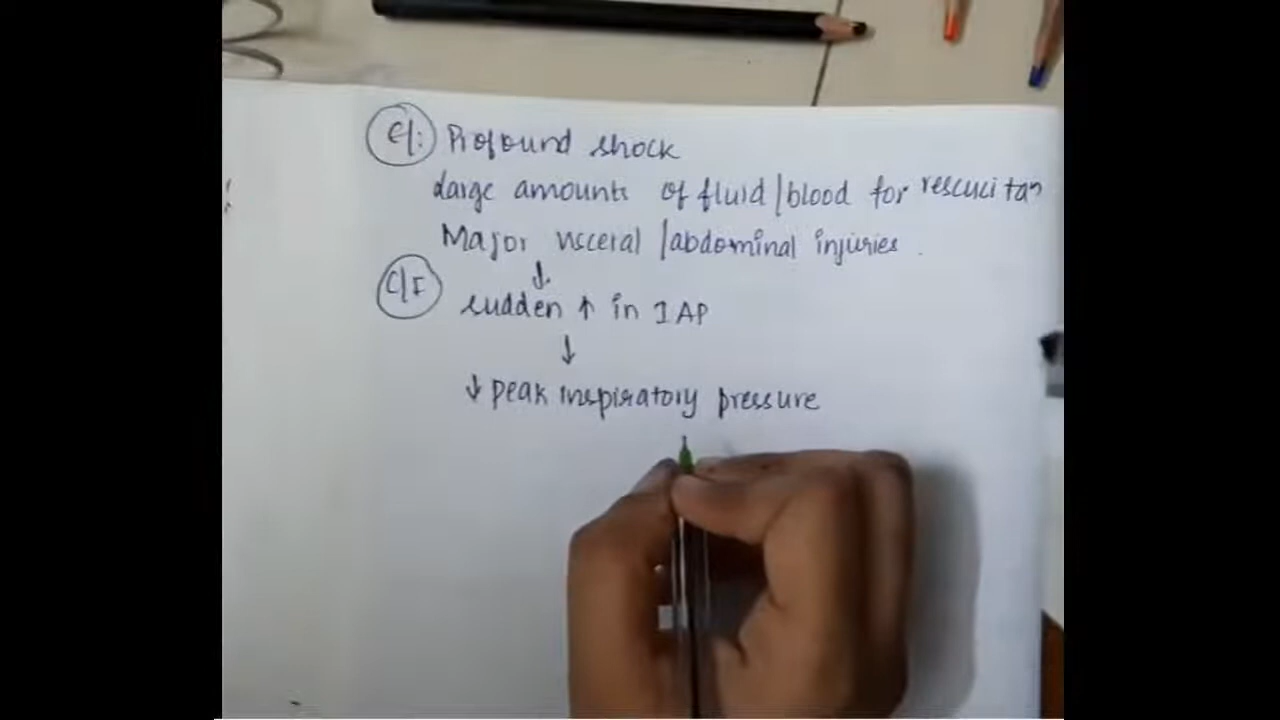 C/: Profound shock
Large amounts of fluid/blood for rescucitan
Major visceral /abdominal injuries.
↓
C/F sudden ↑ in IAP
↓
↓ peak inspiratory pressure